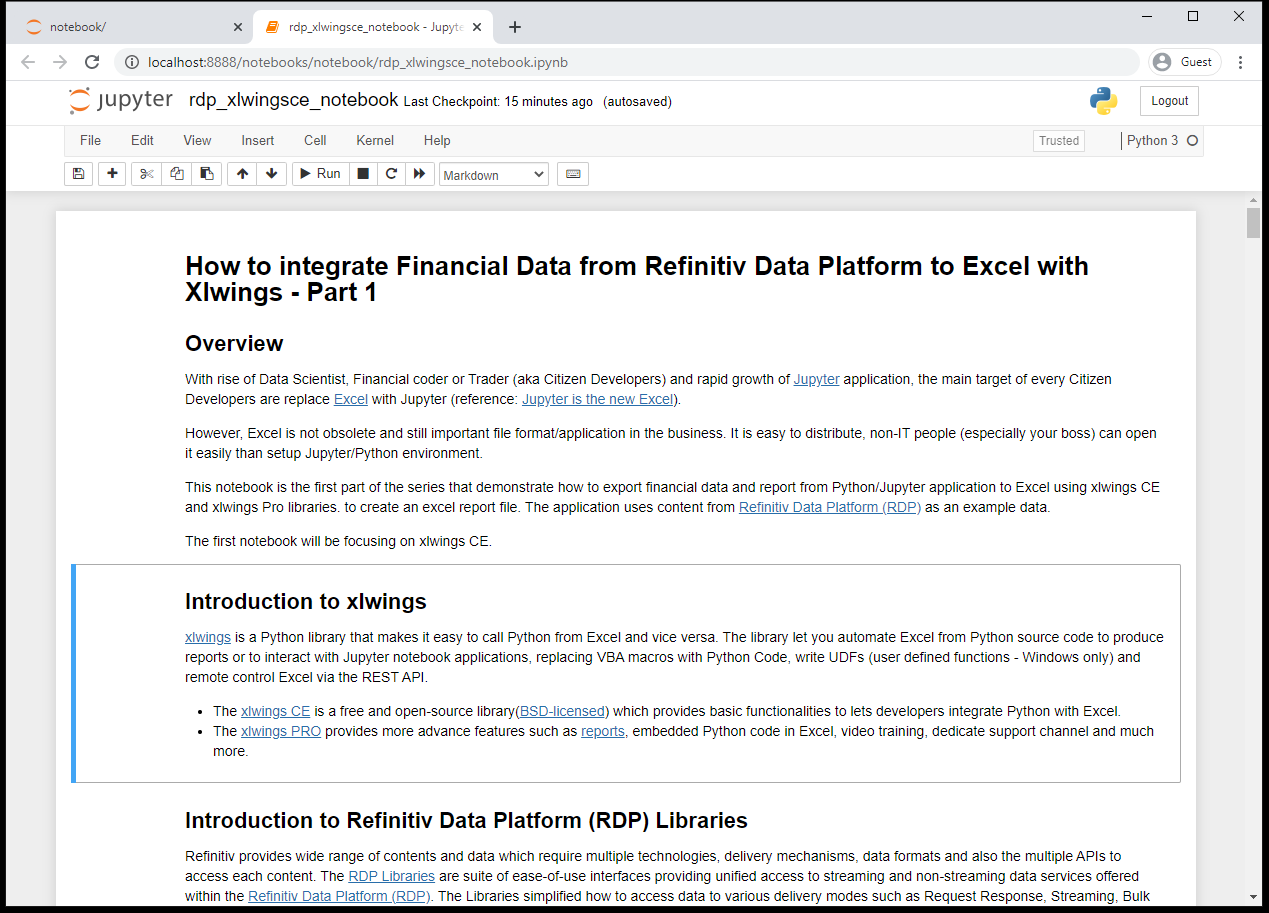 notebook/
rdp_xlwingsce_notebook - Jupyte
localhost:8888/notebooks/notebook/rdp_xlwingsce_notebook.ipynb
Guest
jupyter rdp_xlwingsce_notebook Last Checkpoint: 15 minutes ago (autosaved)
Logout
File Edit View Insert Cell Kernel Help
Trusted
Python 3
Run
Markdown
How to integrate Financial Data from Refinitiv Data Platform to Excel with
Xlwings - Part 1
Overview
With rise of Data Scientist, Financial coder or Trader (aka Citizen Developers) and rapid growth of Jupyter application, the main target of every Citizen
Developers are replace Excel with Jupyter (reference: Jupyter is the new Excel).
However, Excel is not obsolete and still important file format/application in the business. It is easy to distribute, non-IT people (especially your boss) can open
it easily than setup Jupyter/Python environment.
This notebook is the first part of the series that demonstrate how to export financial data and report from Python/Jupyter application to Excel using xlwings CE
and xlwings Pro libraries. to create an excel report file. The application uses content from Refinitiv Data Platform (RDP) as an example data.
The first notebook will be focusing on xlwings CE.
Introduction to xlwings
xlwings is a Python library that makes it easy to call Python from Excel and vice versa. The library let you automate Excel from Python source code to produce
reports or to interact with Jupyter notebook applications, replacing VBA macros with Python Code, write UDFs (user defined functions - Windows only) and
remote control Excel via the REST API.
• The xlwings CE is a free and open-source library(BSD-licensed) which provides basic functionalities to lets developers integrate Python with Excel.
• The xlwings PRO provides more advance features such as reports, embedded Python code in Excel, video training, dedicate support channel and much
more.
Introduction to Refinitiv Data Platform (RDP) Libraries
Refinitiv provides wide range of contents and data which require multiple technologies, delivery mechanisms, data formats and also the multiple APIs to
access each content. The RDP Libraries are suite of ease-of-use interfaces providing unified access to streaming and non-streaming data services offered
within the Refinitiv Data Platform (RDP). The Libraries simplified how to access data to various delivery modes such as Request Response, Streaming, Bulk